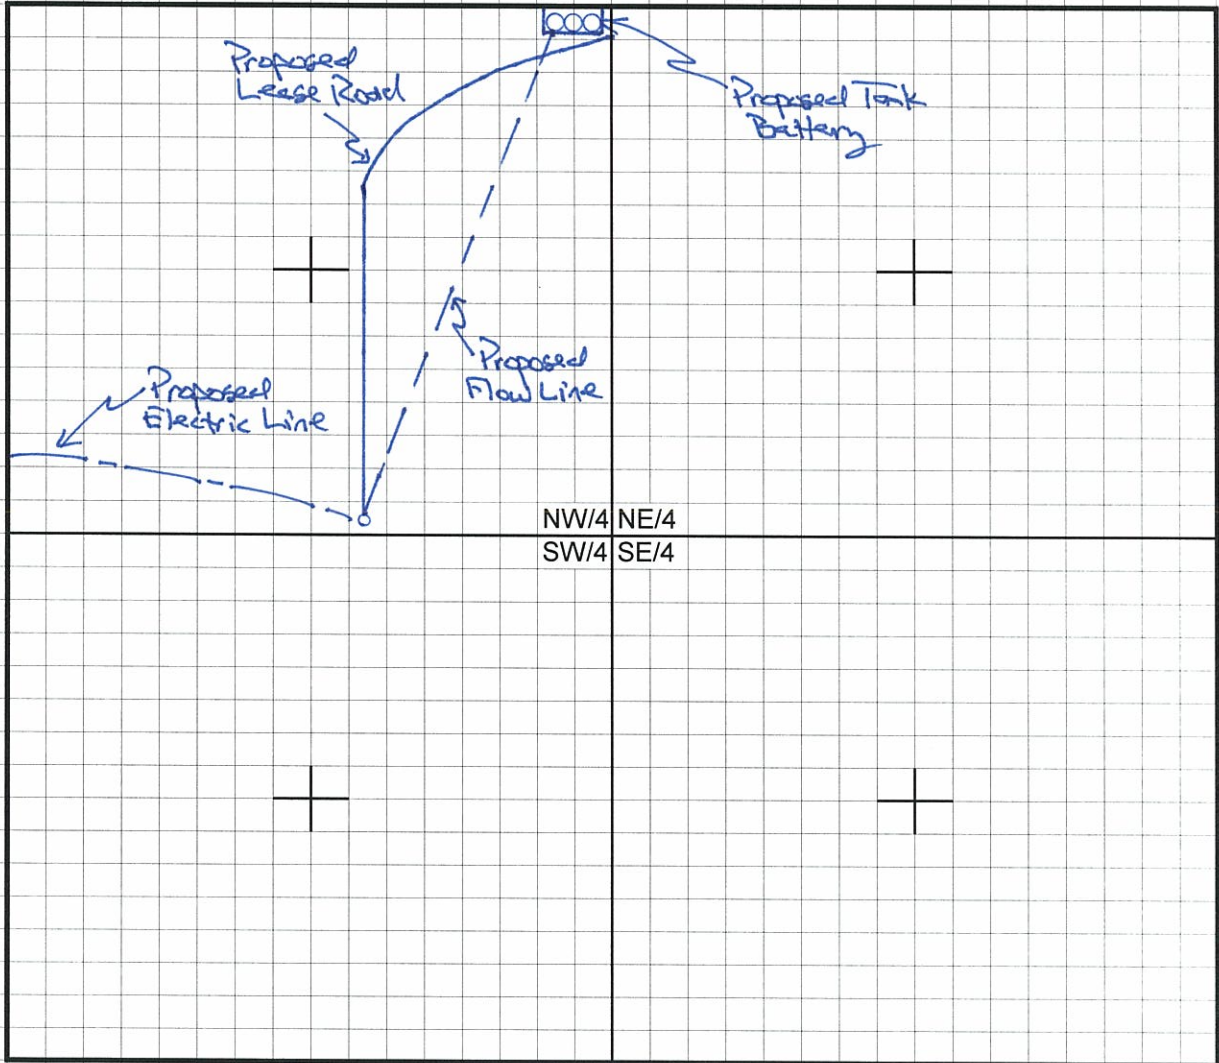 Proposed
Lease Road
Proposed Tank
Battery
Proposed
Flow Line
Proposed
Electric Line
NW/4 NE/4
SW/4 SE/4